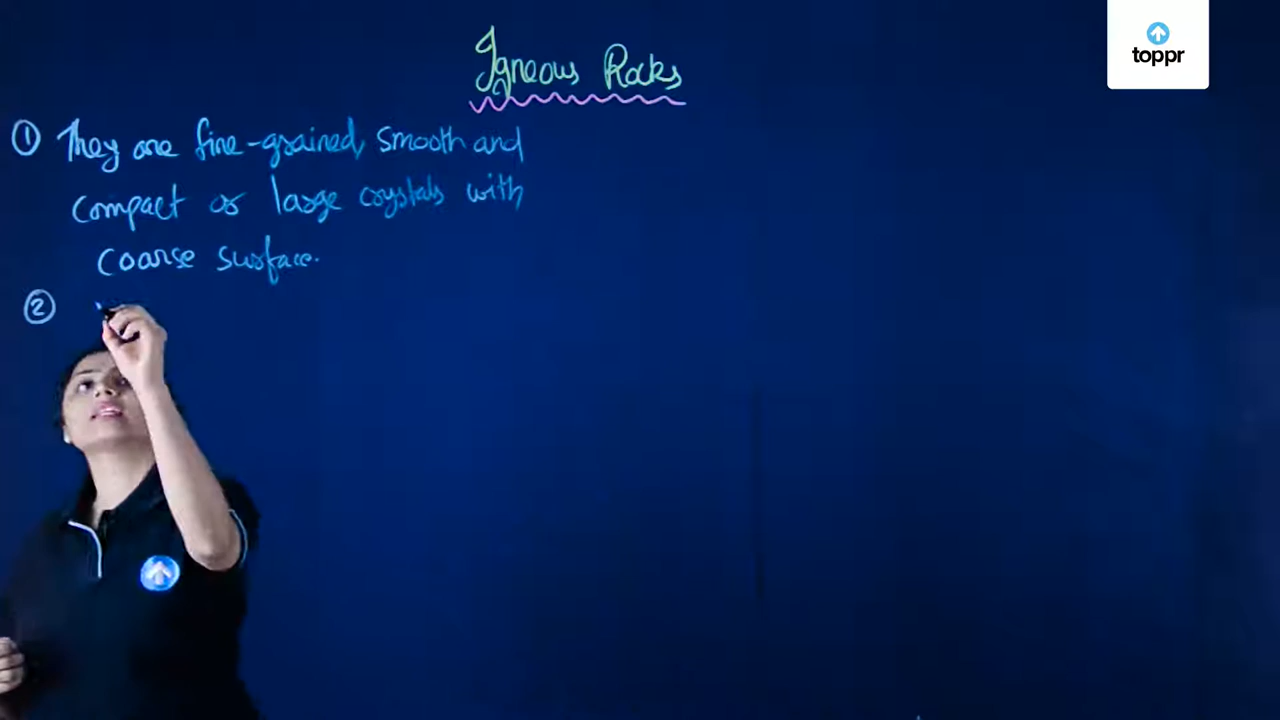 toppr
Igneous Rocks
① They are fine-grained, smooth and
compact or large crystals with
coarse surface.
②